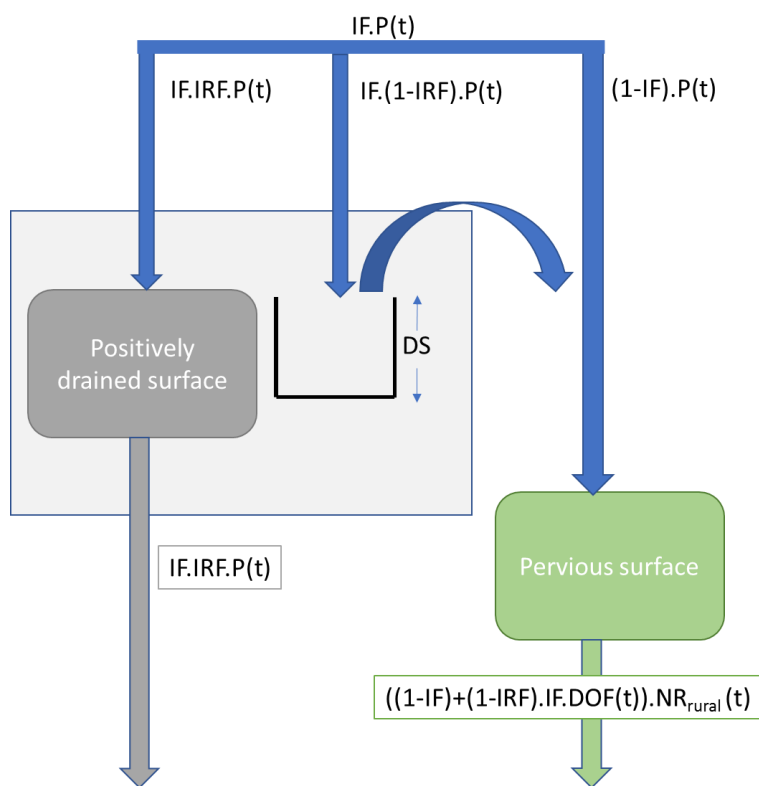 IF.P(t)
IF.IRF.P(t)
IF.(1-IRF).P(t)
(1-IF).P(t)
Positively
drained surface
DS
IF.IRF.P(t)
Pervious surface
((1-IF)+(1-IRF).IF.DOF(t)).NRrural (t)